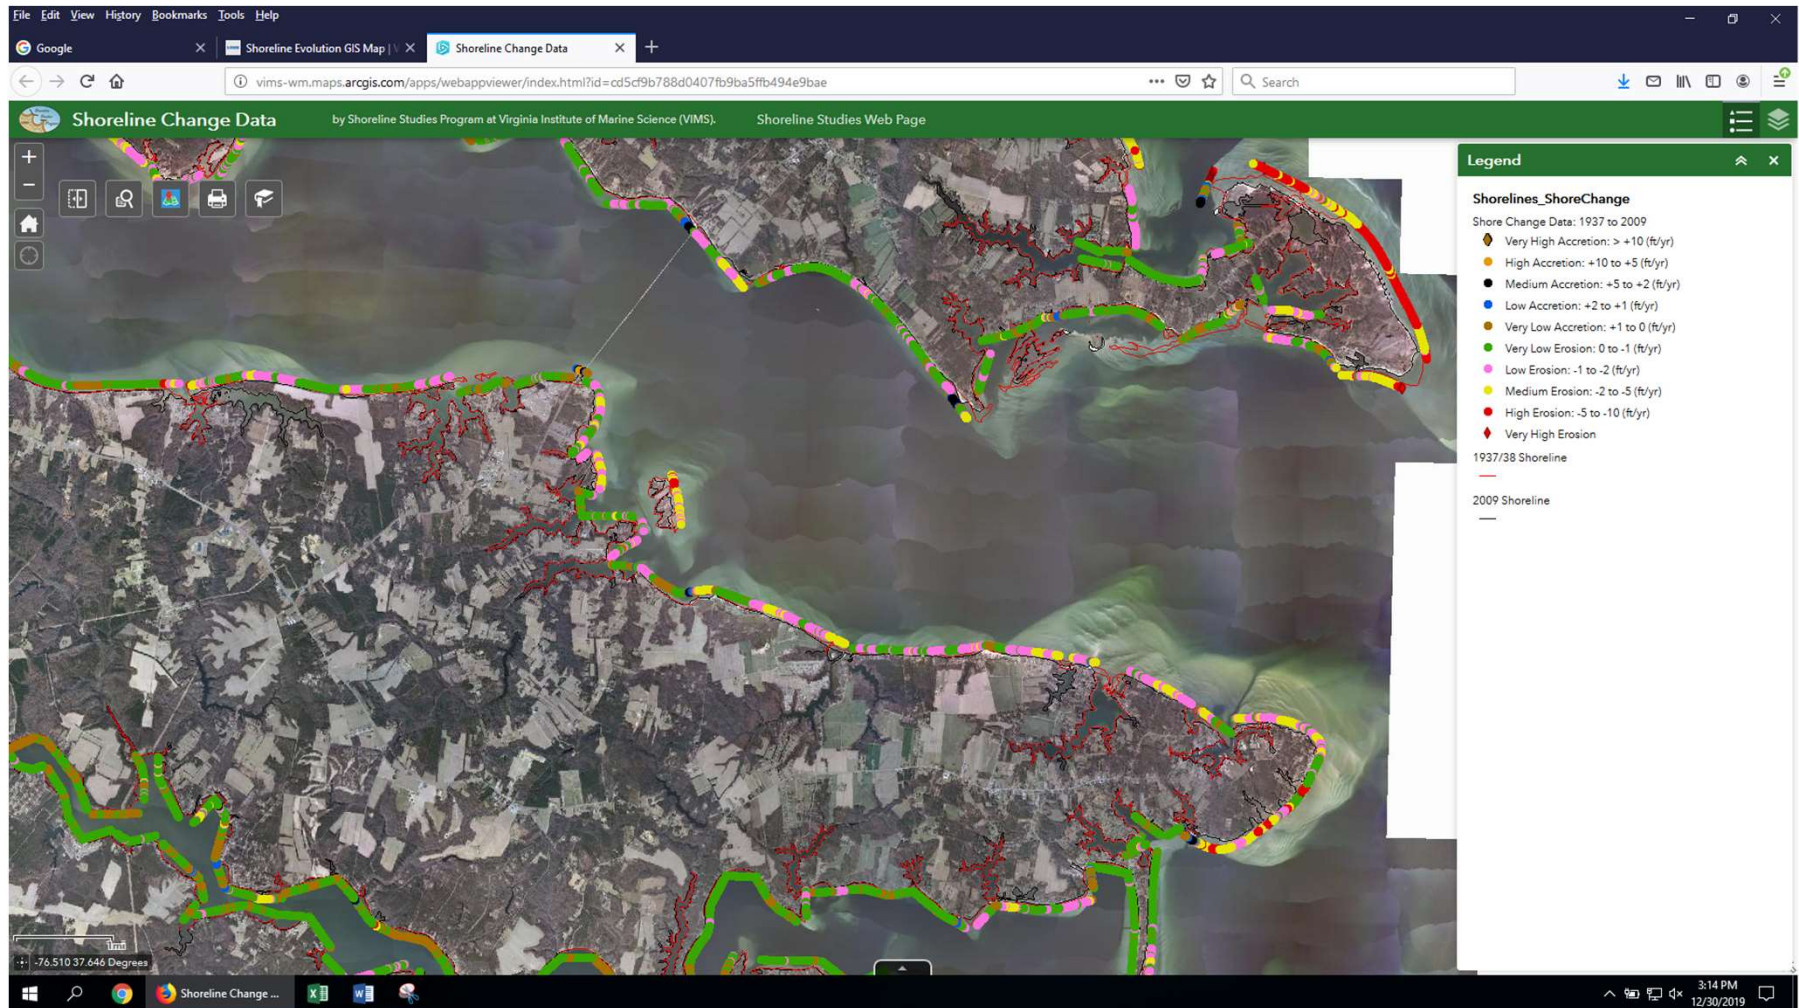 File Edit View History Bookmarks Tools Help
Google
Shoreline Evolution GIS Map | V
Shoreline Change Data
vims-wm.maps.arcgis.com/apps/webappviewer/index.html?id=cd5cf9b788d0407fb9ba5ffb494e9bae
Search
Shoreline Change Data
by Shoreline Studies Program at Virginia Institute of Marine Science (VIMS).
Shoreline Studies Web Page
Legend
Shorelines_ShoreChange
Shore Change Data: 1937 to 2009
Very High Accretion: > +10 (ft/yr)
High Accretion: +10 to +5 (ft/yr)
Medium Accretion: +5 to +2 (ft/yr)
Low Accretion: +2 to +1 (ft/yr)
Very Low Accretion: +1 to 0 (ft/yr)
Very Low Erosion: 0 to -1 (ft/yr)
Low Erosion: -1 to -2 (ft/yr)
Medium Erosion: -2 to -5 (ft/yr)
High Erosion: -5 to -10 (ft/yr)
Very High Erosion
1937/38 Shoreline
2009 Shoreline
1mi
-76.510 37.646 Degrees
Shoreline Change ...
3:14 PM
12/30/2019